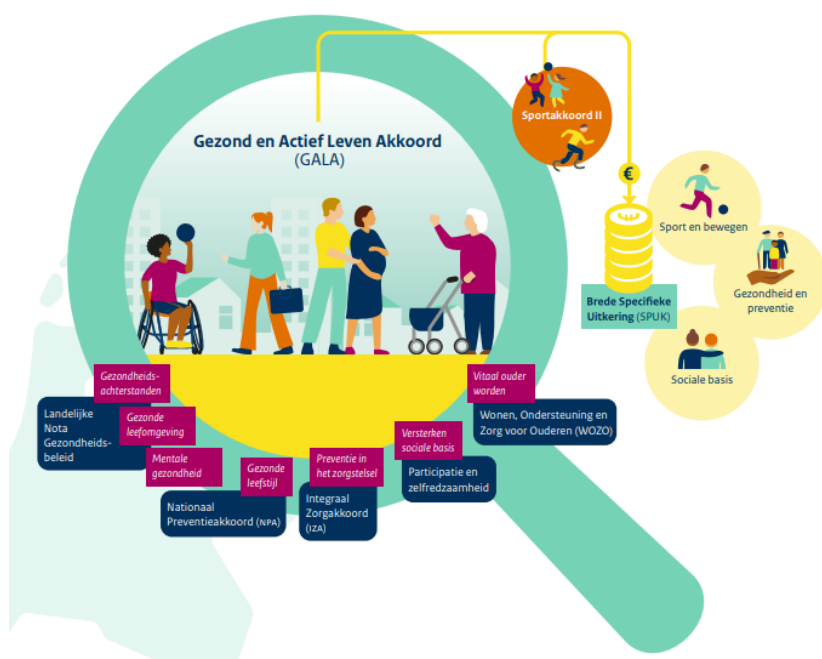 Gezond en Actief Leven Akkoord
(GALA)
Sportakkoord II
€
Sport en bewegen
Gezondheid en
preventie
Sociale basis
Brede Specifieke
Uitkering (SPUK)
Gezondheids-
achterstanden
Landelijke
Nota
Gezondheids-
beleid
Gezonde
leefomgeving
Mentale
gezondheid
Gezonde
leefstijl
Nationaal
Preventieakkoord (NPA)
Preventie in
het zorgstelsel
Integraal
Zorgakkoord
(IZA)
Versterken
sociale basis
Participatie en
zelfredzaamheid
Vitaal ouder
worden
Wonen, Ondersteuning en
Zorg voor Ouderen (WOZO)